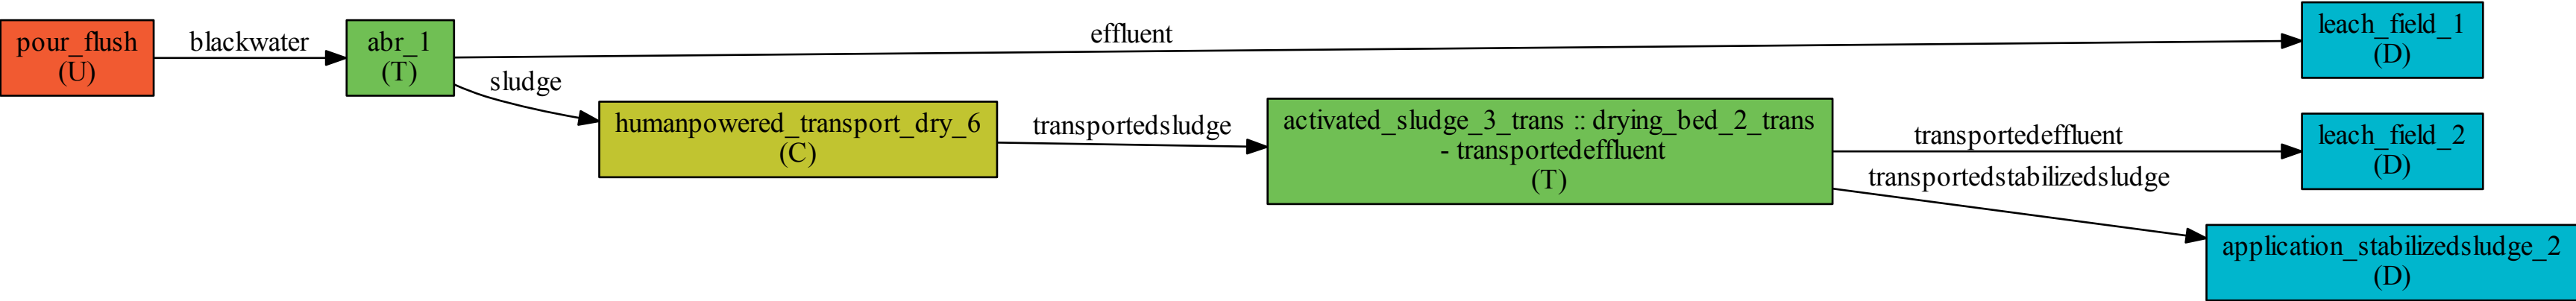 pour_flush
(U)
blackwater
abr_1
(T)
effluent
leach_field_1
(D)
sludge
humanpowered_transport_dry_6
(C)
transportedsludge
activated_sludge_3_trans :: drying_bed_2_trans
- transportedeffluent
(T)
transportedeffluent
leach_field_2
(D)
transportedstabilizedsludge
application_stabilizedsludge_2
(D)